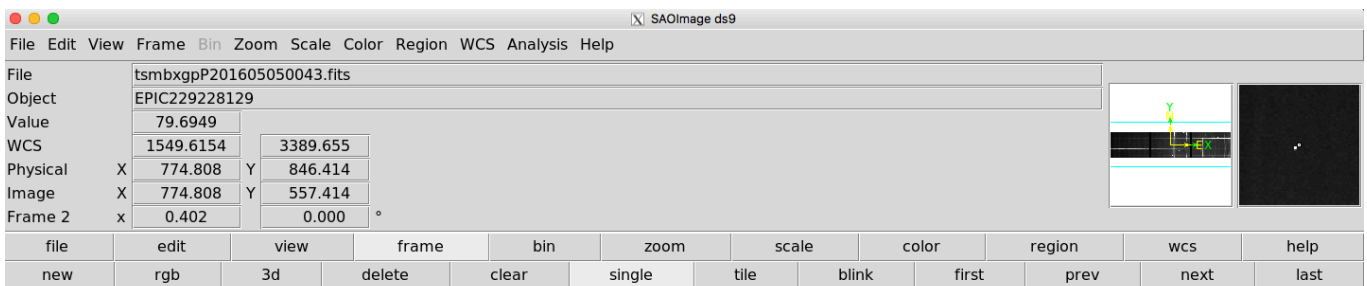 SAOImage ds9
File Edit View Frame Bin Zoom Scale Color Region WCS Analysis Help
File tsmbxgpP201605050043.fits
Object EPIC229228129
Value 79.6949
WCS 1549.6154 3389.655
Physical X 774.808 Y 846.414
Image X 774.808 Y 557.414
Frame 2 x 0.402 0.000 °
Y
N
E X
file edit view frame bin zoom scale color region wcs help
new rgb 3d delete clear single tile blink first prev next last